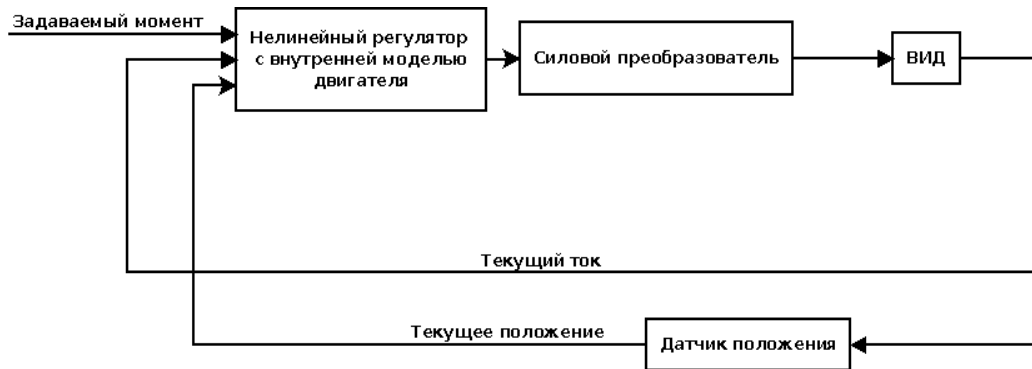 Задаваемый момент
Нелинейный регулятор
с внутренней моделью
двигателя
Силовой преобразователь
ВИД
Текущий ток
Текущее положение
Датчик положения